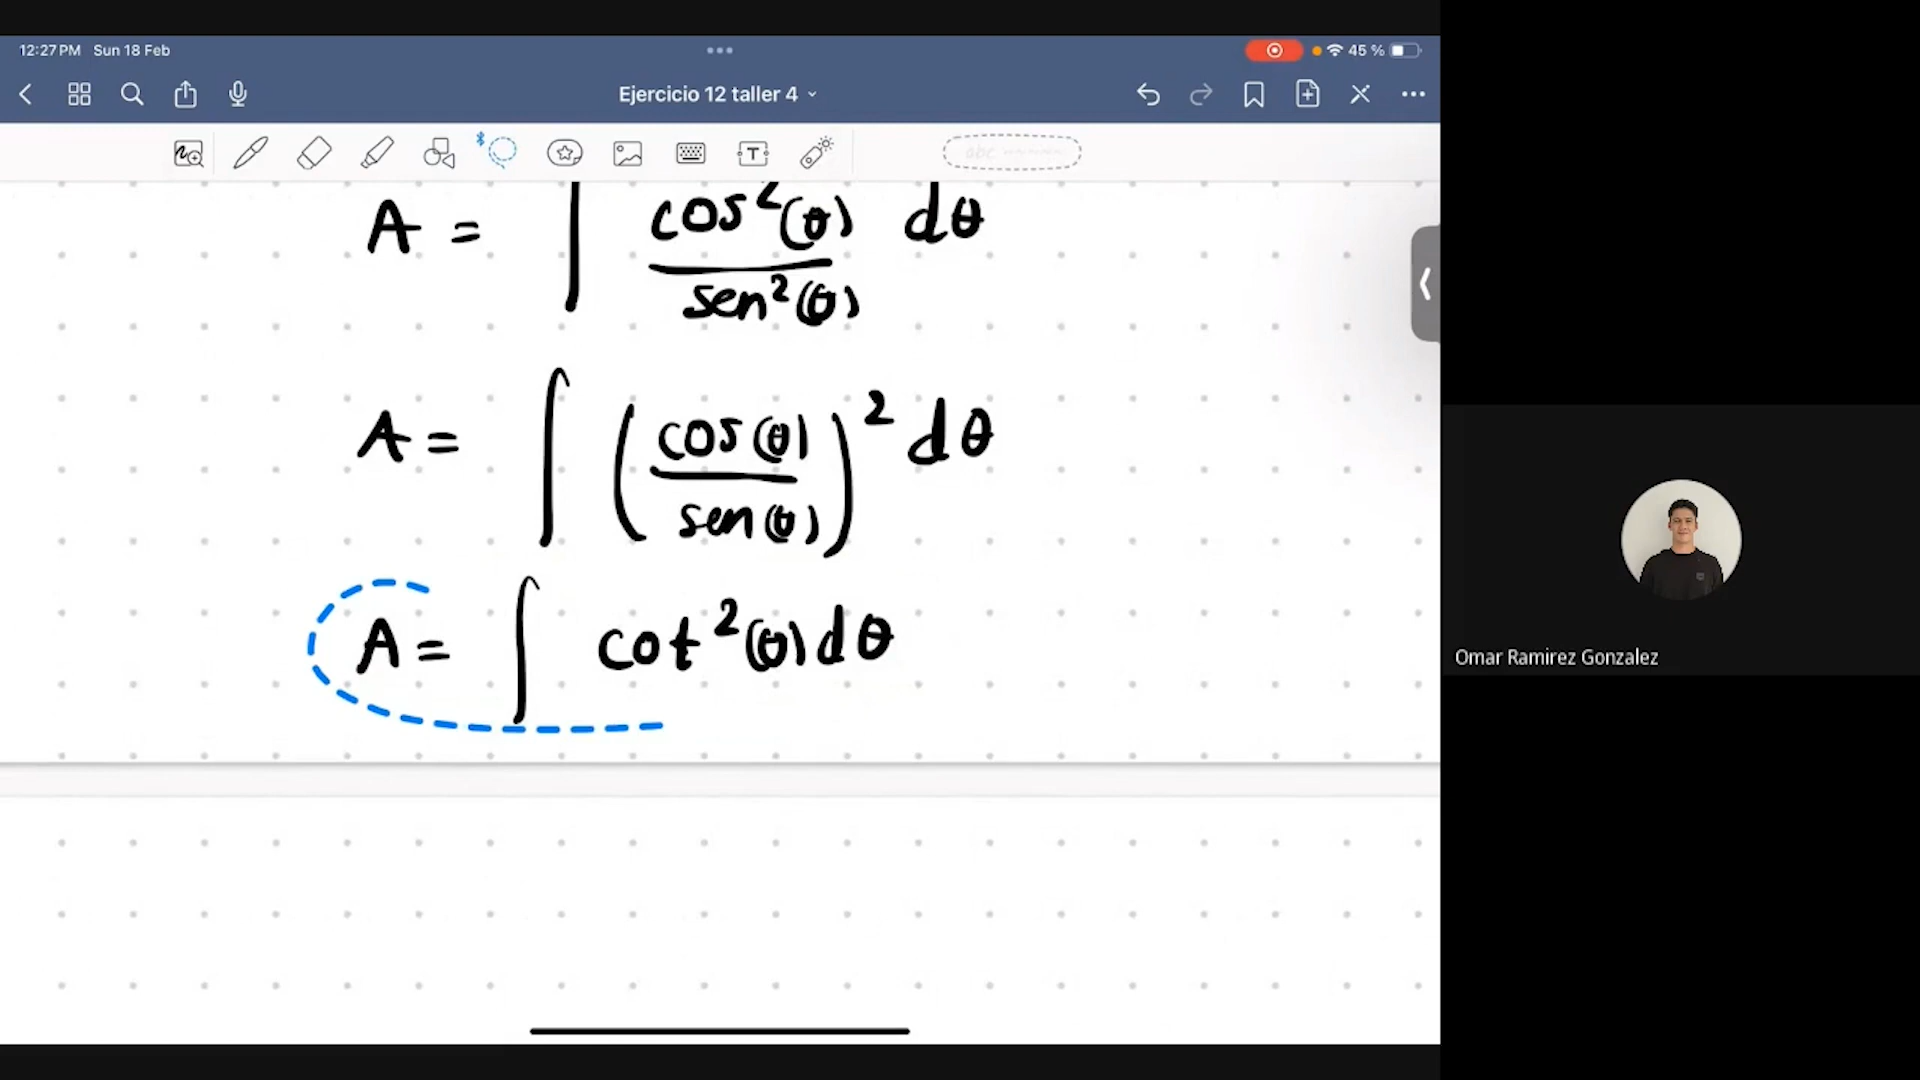 12:27 PM Sun 18 Feb
45 %
Ejercicio 12 taller 4
T
A = ∫ cos²(θ) / sen²(θ) dθ
A = ∫ (cos(θ) / sen(θ))² dθ
A = ∫ cot²(θ) dθ
Omar Ramirez Gonzalez